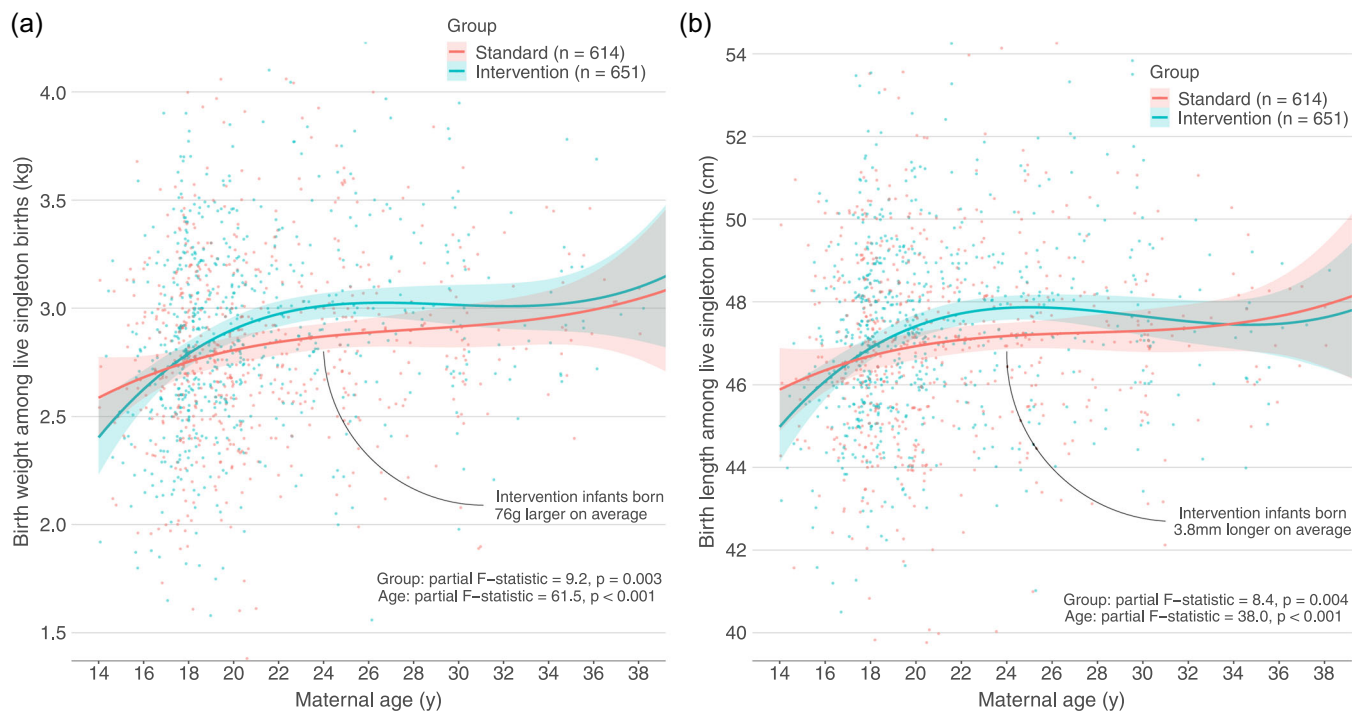 (a)
Group
Standard (n = 614)
Intervention (n = 651)
Birth weight among live singleton births (kg)
4.0
3.5
3.0
2.5
2.0
1.5
Intervention infants born
76g larger on average
Group: partial F−statistic = 9.2, p = 0.003
Age: partial F−statistic = 61.5, p < 0.001
14 16 18 20 22 24 26 28 30 32 34 36 38
Maternal age (y)
(b)
Group
Standard (n = 614)
Intervention (n = 651)
Birth length among live singleton births (cm)
54
52
50
48
46
44
42
40
Intervention infants born
3.8mm longer on average
Group: partial F−statistic = 8.4, p = 0.004
Age: partial F−statistic = 38.0, p < 0.001
14 16 18 20 22 24 26 28 30 32 34 36 38
Maternal age (y)